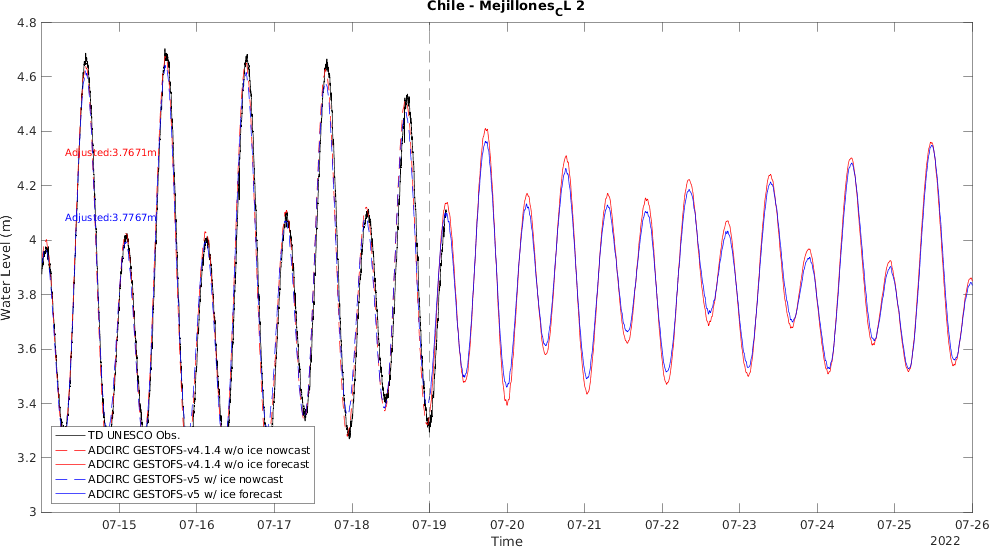 Chile - Mejillones_CL 2
4.8
4.6
4.4
4.2
4
3.8
3.6
3.4
3.2
3
Water Level (m)
Adjusted:3.7671m
Adjusted:3.7767m
TD UNESCO Obs.
ADCIRC GESTOFS-v4.1.4 w/o ice nowcast
ADCIRC GESTOFS-v4.1.4 w/o ice forecast
ADCIRC GESTOFS-v5 w/ ice nowcast
ADCIRC GESTOFS-v5 w/ ice forecast
07-15 07-16 07-17 07-18 07-19 07-20 07-21 07-22 07-23 07-24 07-25 07-26
Time
2022